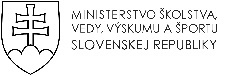 MINISTERSTVO ŠKOLSTVA,
VEDY, VÝSKUMU A ŠPORTU
SLOVENSKEJ REPUBLIKY